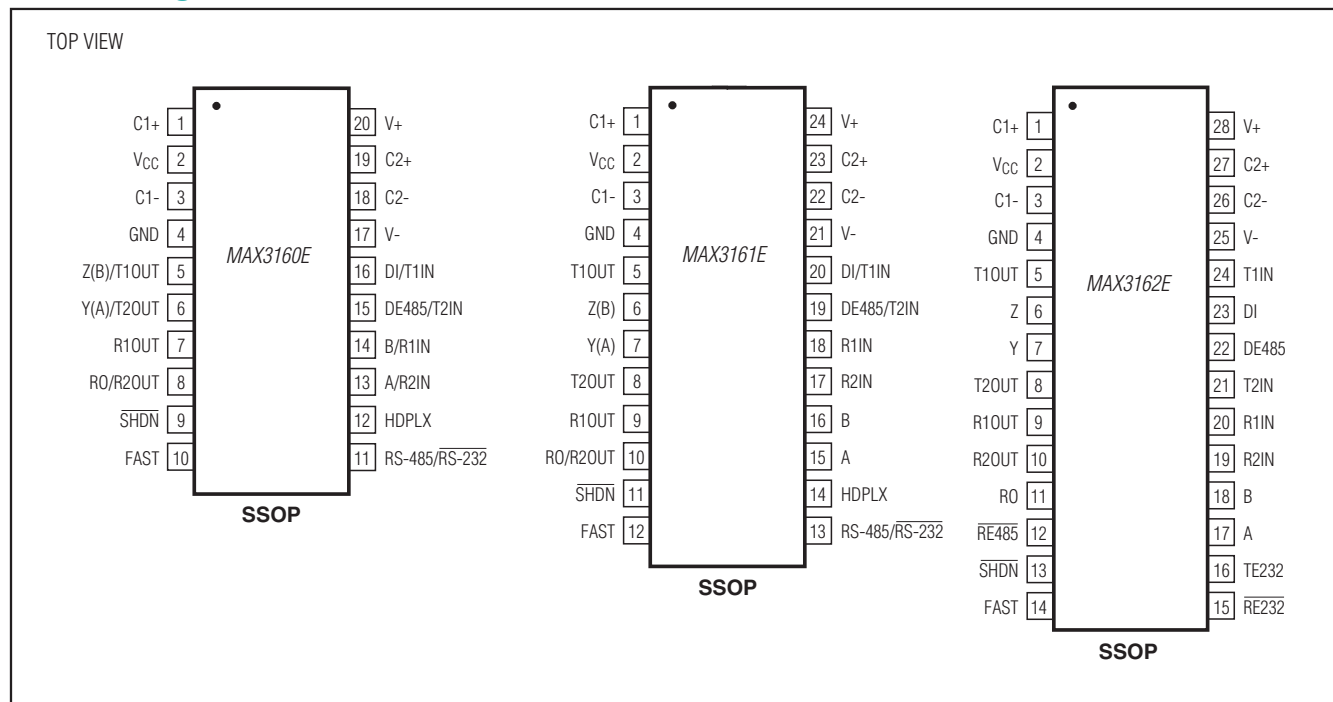 TOP VIEW
MAX3160E
C1+ 1
VCC 2
C1- 3
GND 4
Z(B)/T1OUT 5
Y(A)/T2OUT 6
R1OUT 7
RO/R2OUT 8
SHDN 9
FAST 10
20 V+
19 C2+
18 C2-
17 V-
16 DI/T1IN
15 DE485/T2IN
14 B/R1IN
13 A/R2IN
12 HDPLX
11 RS-485/RS-232
SSOP
MAX3161E
C1+ 1
VCC 2
C1- 3
GND 4
T1OUT 5
Z(B) 6
Y(A) 7
T2OUT 8
R1OUT 9
RO/R2OUT 10
SHDN 11
FAST 12
24 V+
23 C2+
22 C2-
21 V-
20 DI/T1IN
19 DE485/T2IN
18 R1IN
17 R2IN
16 B
15 A
14 HDPLX
13 RS-485/RS-232
SSOP
MAX3162E
C1+ 1
VCC 2
C1- 3
GND 4
T1OUT 5
Z 6
Y 7
T2OUT 8
R1OUT 9
R2OUT 10
RO 11
RE485 12
SHDN 13
FAST 14
28 V+
27 C2+
26 C2-
25 V-
24 T1IN
23 DI
22 DE485
21 T2IN
20 R1IN
19 R2IN
18 B
17 A
16 TE232
15 RE232
SSOP